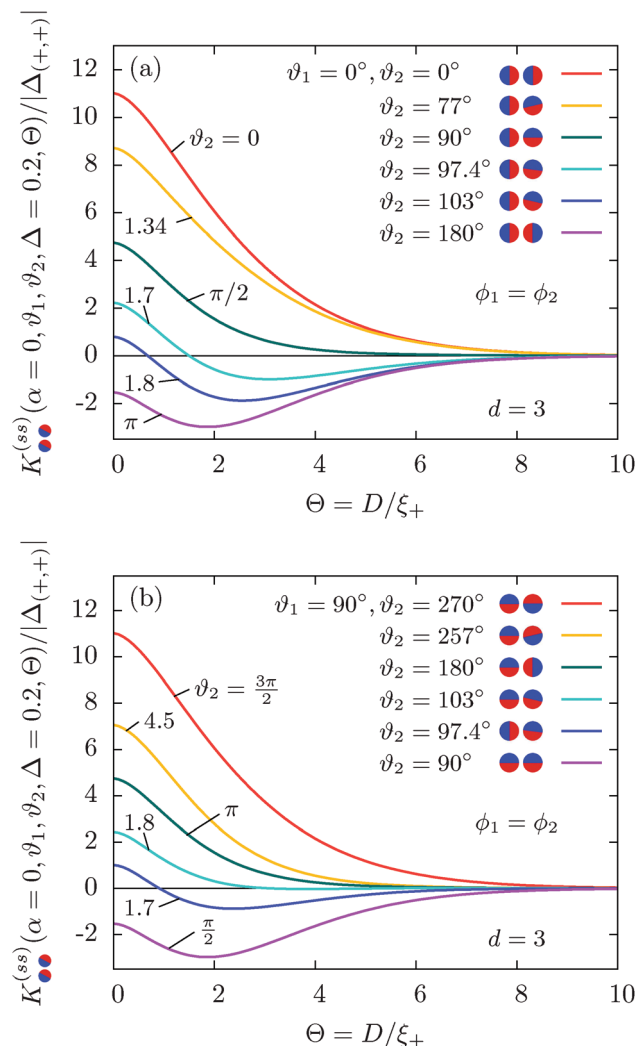 (a)
ϑ₁ = 0°, ϑ₂ = 0°
ϑ₂ = 77°
ϑ₂ = 90°
ϑ₂ = 97.4°
ϑ₂ = 103°
ϑ₂ = 180°
ϑ₂ = 0
1.34
π/2
1.7
1.8
π
ϕ₁ = ϕ₂
d = 3
12
10
8
6
4
2
0
-2
0 2 4 6 8 10
Θ = D/ξ₊
K⁽ˢˢ⁾(α = 0, ϑ₁, ϑ₂, Δ = 0.2, Θ)/|Δ₍₊,₊₎|
(b)
ϑ₁ = 90°, ϑ₂ = 270°
ϑ₂ = 257°
ϑ₂ = 180°
ϑ₂ = 103°
ϑ₂ = 97.4°
ϑ₂ = 90°
ϑ₂ = 3π/2
4.5
π
1.8
1.7
π/2
ϕ₁ = ϕ₂
d = 3
12
10
8
6
4
2
0
-2
0 2 4 6 8 10
Θ = D/ξ₊
K⁽ˢˢ⁾(α = 0, ϑ₁, ϑ₂, Δ = 0.2, Θ)/|Δ₍₊,₊₎|